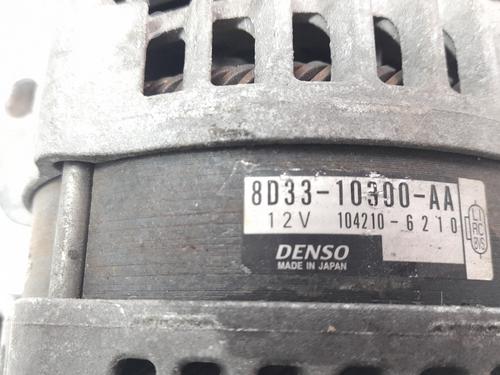 8D33-10300-AA
12V 104210-6210
DENSO
MADE IN JAPAN